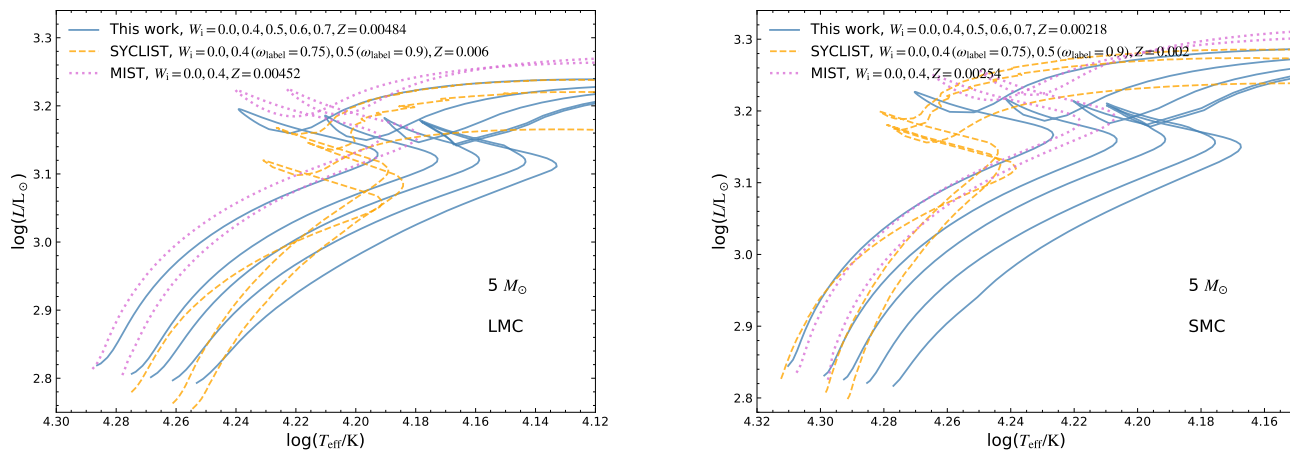 This work, Wᵢ = 0.0, 0.4, 0.5, 0.6, 0.7, Z = 0.00484
SYCLIST, Wᵢ = 0.0, 0.4 (ω_label = 0.75), 0.5 (ω_label = 0.9), Z = 0.006
MIST, Wᵢ = 0.0, 0.4, Z = 0.00452
3.3
3.2
3.1
3.0
2.9
2.8
log(L/L⊙)
5 M⊙
LMC
4.30
4.28
4.26
4.24
4.22
4.20
4.18
4.16
4.14
4.12
log(T_eff/K)
This work, Wᵢ = 0.0, 0.4, 0.5, 0.6, 0.7, Z = 0.00218
SYCLIST, Wᵢ = 0.0, 0.4 (ω_label = 0.75), 0.5 (ω_label = 0.9), Z = 0.002
MIST, Wᵢ = 0.0, 0.4, Z = 0.00254
3.3
3.2
3.1
3.0
2.9
2.8
log(L/L⊙)
5 M⊙
SMC
4.32
4.30
4.28
4.26
4.24
4.22
4.20
4.18
4.16
log(T_eff/K)